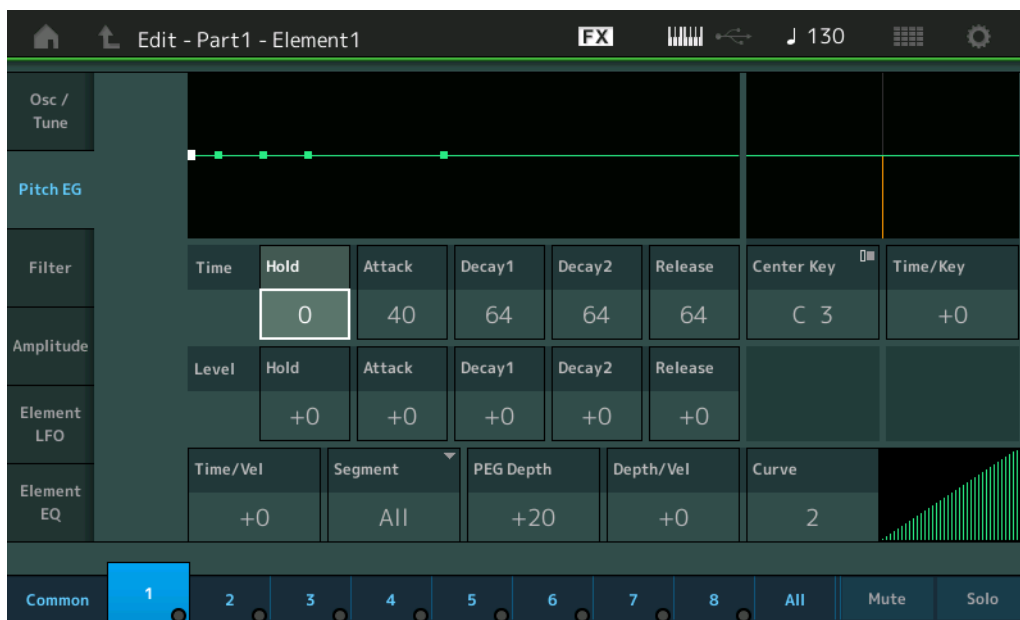 Edit - Part1 - Element1 FX ♩ 130
Osc /
Tune
Pitch EG
Filter
Amplitude
Element
LFO
Element
EQ
Time Hold Attack Decay1 Decay2 Release Center Key Time/Key
0 40 64 64 64 C 3 +0
Level Hold Attack Decay1 Decay2 Release
+0 +0 +0 +0 +0
Time/Vel Segment PEG Depth Depth/Vel Curve
+0 All +20 +0 2
Common 1 2 3 4 5 6 7 8 All Mute Solo